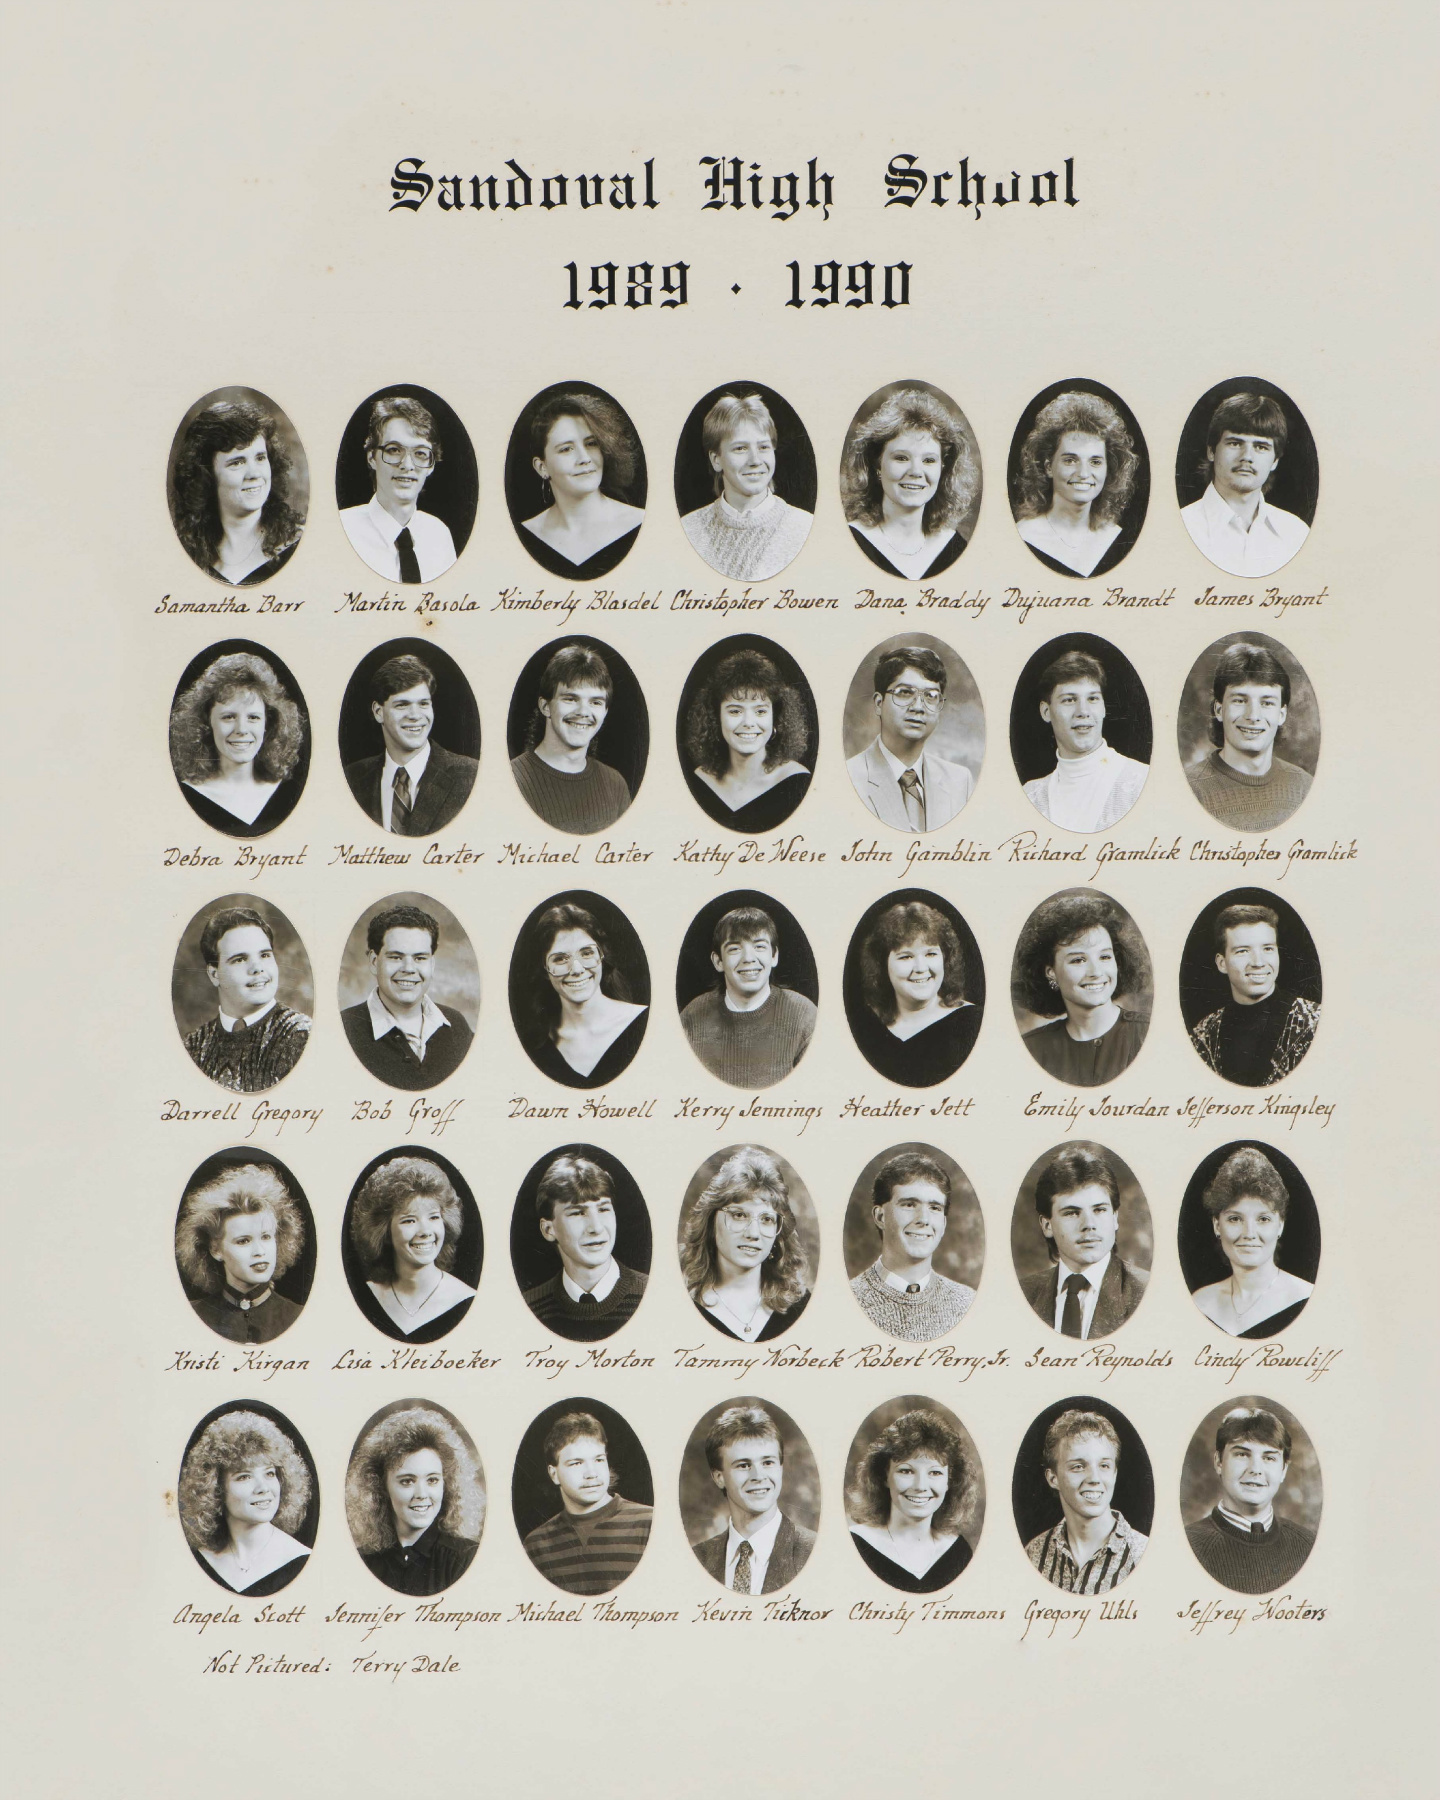 Sandoval High School
1989 · 1990
Samantha Barr Martin Basola Kimberly Blasdel Christopher Bowen Dana Braddy Dujuana Brandt James Bryant
Debra Bryant Matthew Carter Michael Carter Kathy De Weese John Gamblin Richard Gramlick Christopher Gramlick
Darrell Gregory Bob Groff Dawn Howell Kerry Jennings Heather Jett Emily Jourdan Jefferson Kingsley
Kristi Kirgan Lisa Kleiboeker Troy Morton Tammy Norbeck Robert Perry, Jr. Sean Reynolds Cindy Rowcliff
Angela Scott Jennifer Thompson Michael Thompson Kevin Ticknor Christy Timmons Gregory Uhls Jeffrey Wooters
Not Pictured: Terry Dale